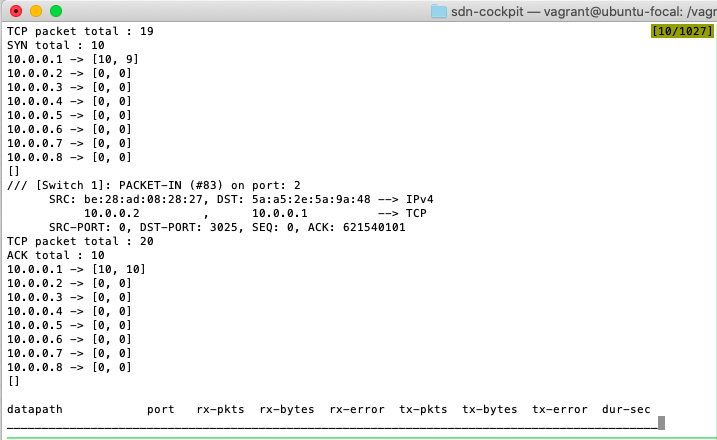 sdn-cockpit — vagrant@ubuntu-focal: /vagr
TCP packet total : 19
[10/1027]
SYN total : 10
10.0.0.1 -> [10, 9]
10.0.0.2 -> [0, 0]
10.0.0.3 -> [0, 0]
10.0.0.4 -> [0, 0]
10.0.0.5 -> [0, 0]
10.0.0.6 -> [0, 0]
10.0.0.7 -> [0, 0]
10.0.0.8 -> [0, 0]
[]
/// [Switch 1]: PACKET-IN (#83) on port: 2
SRC: be:28:ad:08:28:27, DST: 5a:a5:2e:5a:9a:48 --> IPv4
10.0.0.2 , 10.0.0.1 --> TCP
SRC-PORT: 0, DST-PORT: 3025, SEQ: 0, ACK: 621540101
TCP packet total : 20
ACK total : 10
10.0.0.1 -> [10, 10]
10.0.0.2 -> [0, 0]
10.0.0.3 -> [0, 0]
10.0.0.4 -> [0, 0]
10.0.0.5 -> [0, 0]
10.0.0.6 -> [0, 0]
10.0.0.7 -> [0, 0]
10.0.0.8 -> [0, 0]
[]
datapath port rx-pkts rx-bytes rx-error tx-pkts tx-bytes tx-error dur-sec